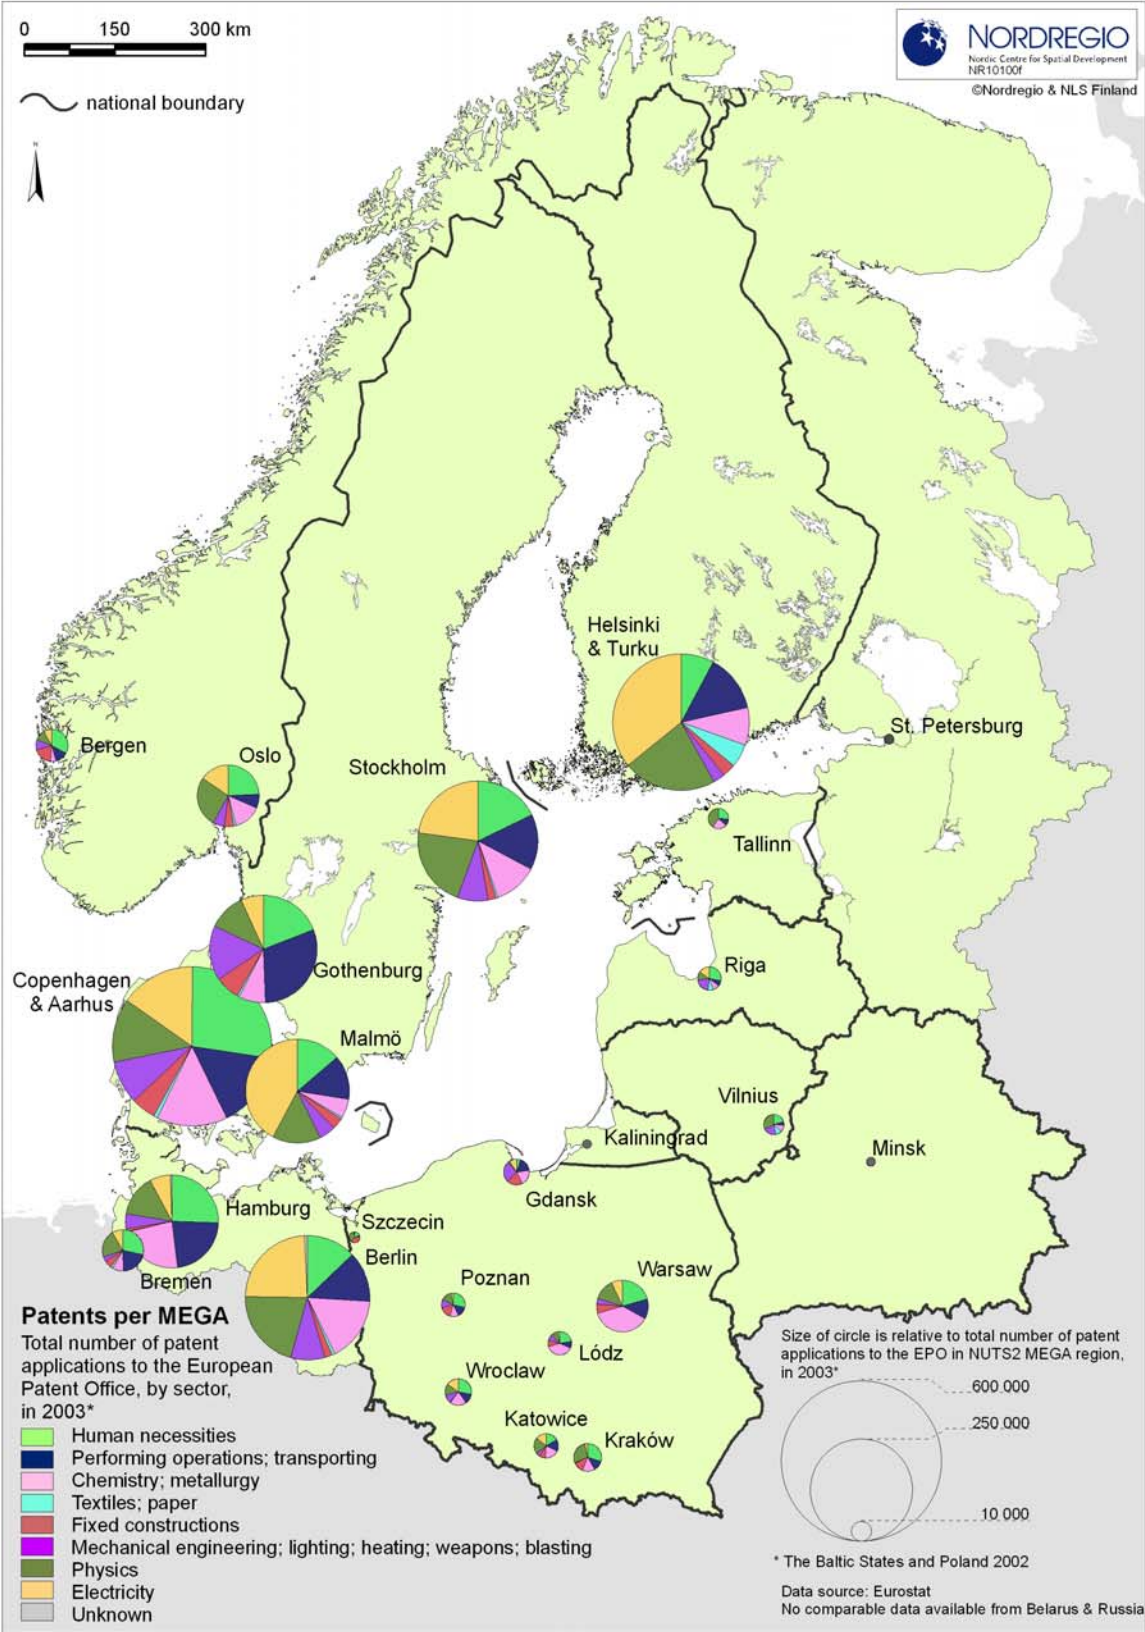 0 150 300 km
national boundary
N
NORDREGIO
Nordic Centre for Spatial Development
NR10100f
©Nordregio & NLS Finland
Helsinki
& Turku
St. Petersburg
Bergen
Oslo
Stockholm
Tallinn
Gothenburg
Riga
Copenhagen
& Aarhus
Malmö
Vilnius
Kaliningrad
Minsk
Gdansk
Hamburg
Szczecin
Berlin
Bremen
Poznan
Warsaw
Lódz
Wroclaw
Katowice
Kraków
Patents per MEGA
Total number of patent
applications to the European
Patent Office, by sector,
in 2003*
Human necessities
Performing operations; transporting
Chemistry; metallurgy
Textiles; paper
Fixed constructions
Mechanical engineering; lighting; heating; weapons; blasting
Physics
Electricity
Unknown
Size of circle is relative to total number of patent
applications to the EPO in NUTS2 MEGA region,
in 2003*
600 000
250 000
10 000
* The Baltic States and Poland 2002
Data source: Eurostat
No comparable data available from Belarus & Russia